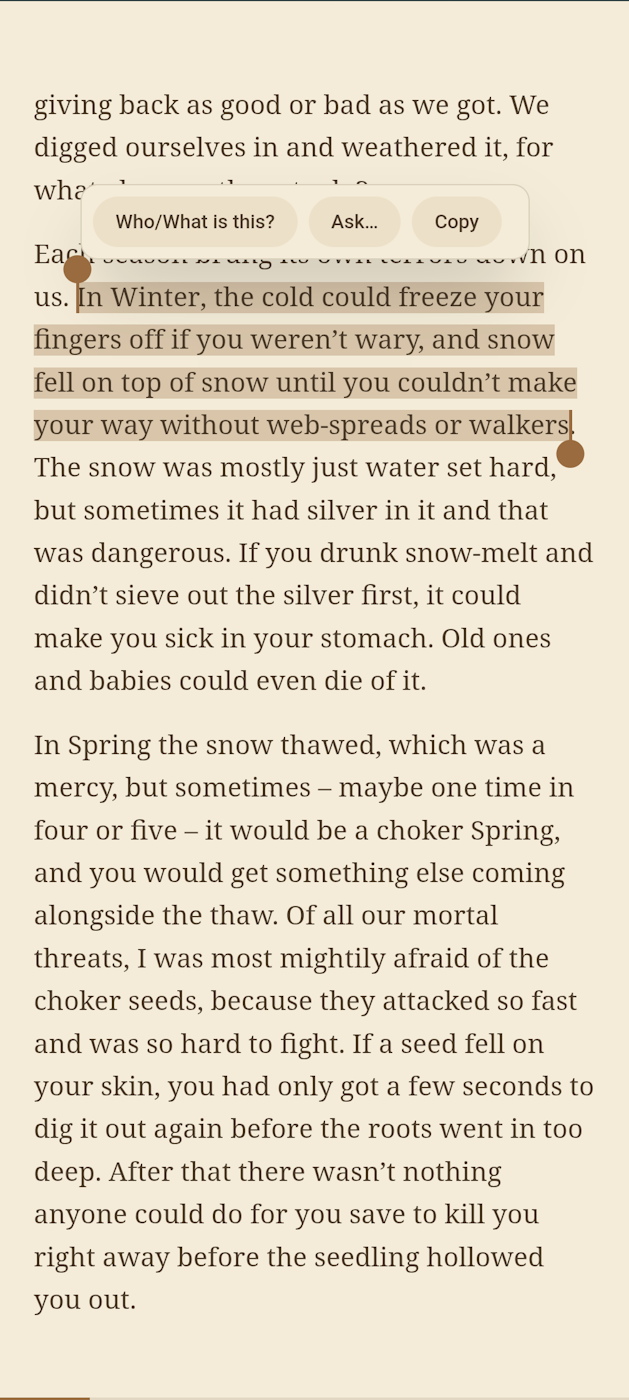 giving back as good or bad as we got. We
digged ourselves in and weathered it, for
Who/What is this? Ask... Copy
Each season brung its own terrors down on
us. In Winter, the cold could freeze your
fingers off if you weren’t wary, and snow
fell on top of snow until you couldn’t make
your way without web-spreads or walkers.
The snow was mostly just water set hard,
but sometimes it had silver in it and that
was dangerous. If you drunk snow-melt and
didn’t sieve out the silver first, it could
make you sick in your stomach. Old ones
and babies could even die of it.
In Spring the snow thawed, which was a
mercy, but sometimes – maybe one time in
four or five – it would be a choker Spring,
and you would get something else coming
alongside the thaw. Of all our mortal
threats, I was most mightily afraid of the
choker seeds, because they attacked so fast
and was so hard to fight. If a seed fell on
your skin, you had only got a few seconds to
dig it out again before the roots went in too
deep. After that there wasn’t nothing
anyone could do for you save to kill you
right away before the seedling hollowed
you out.